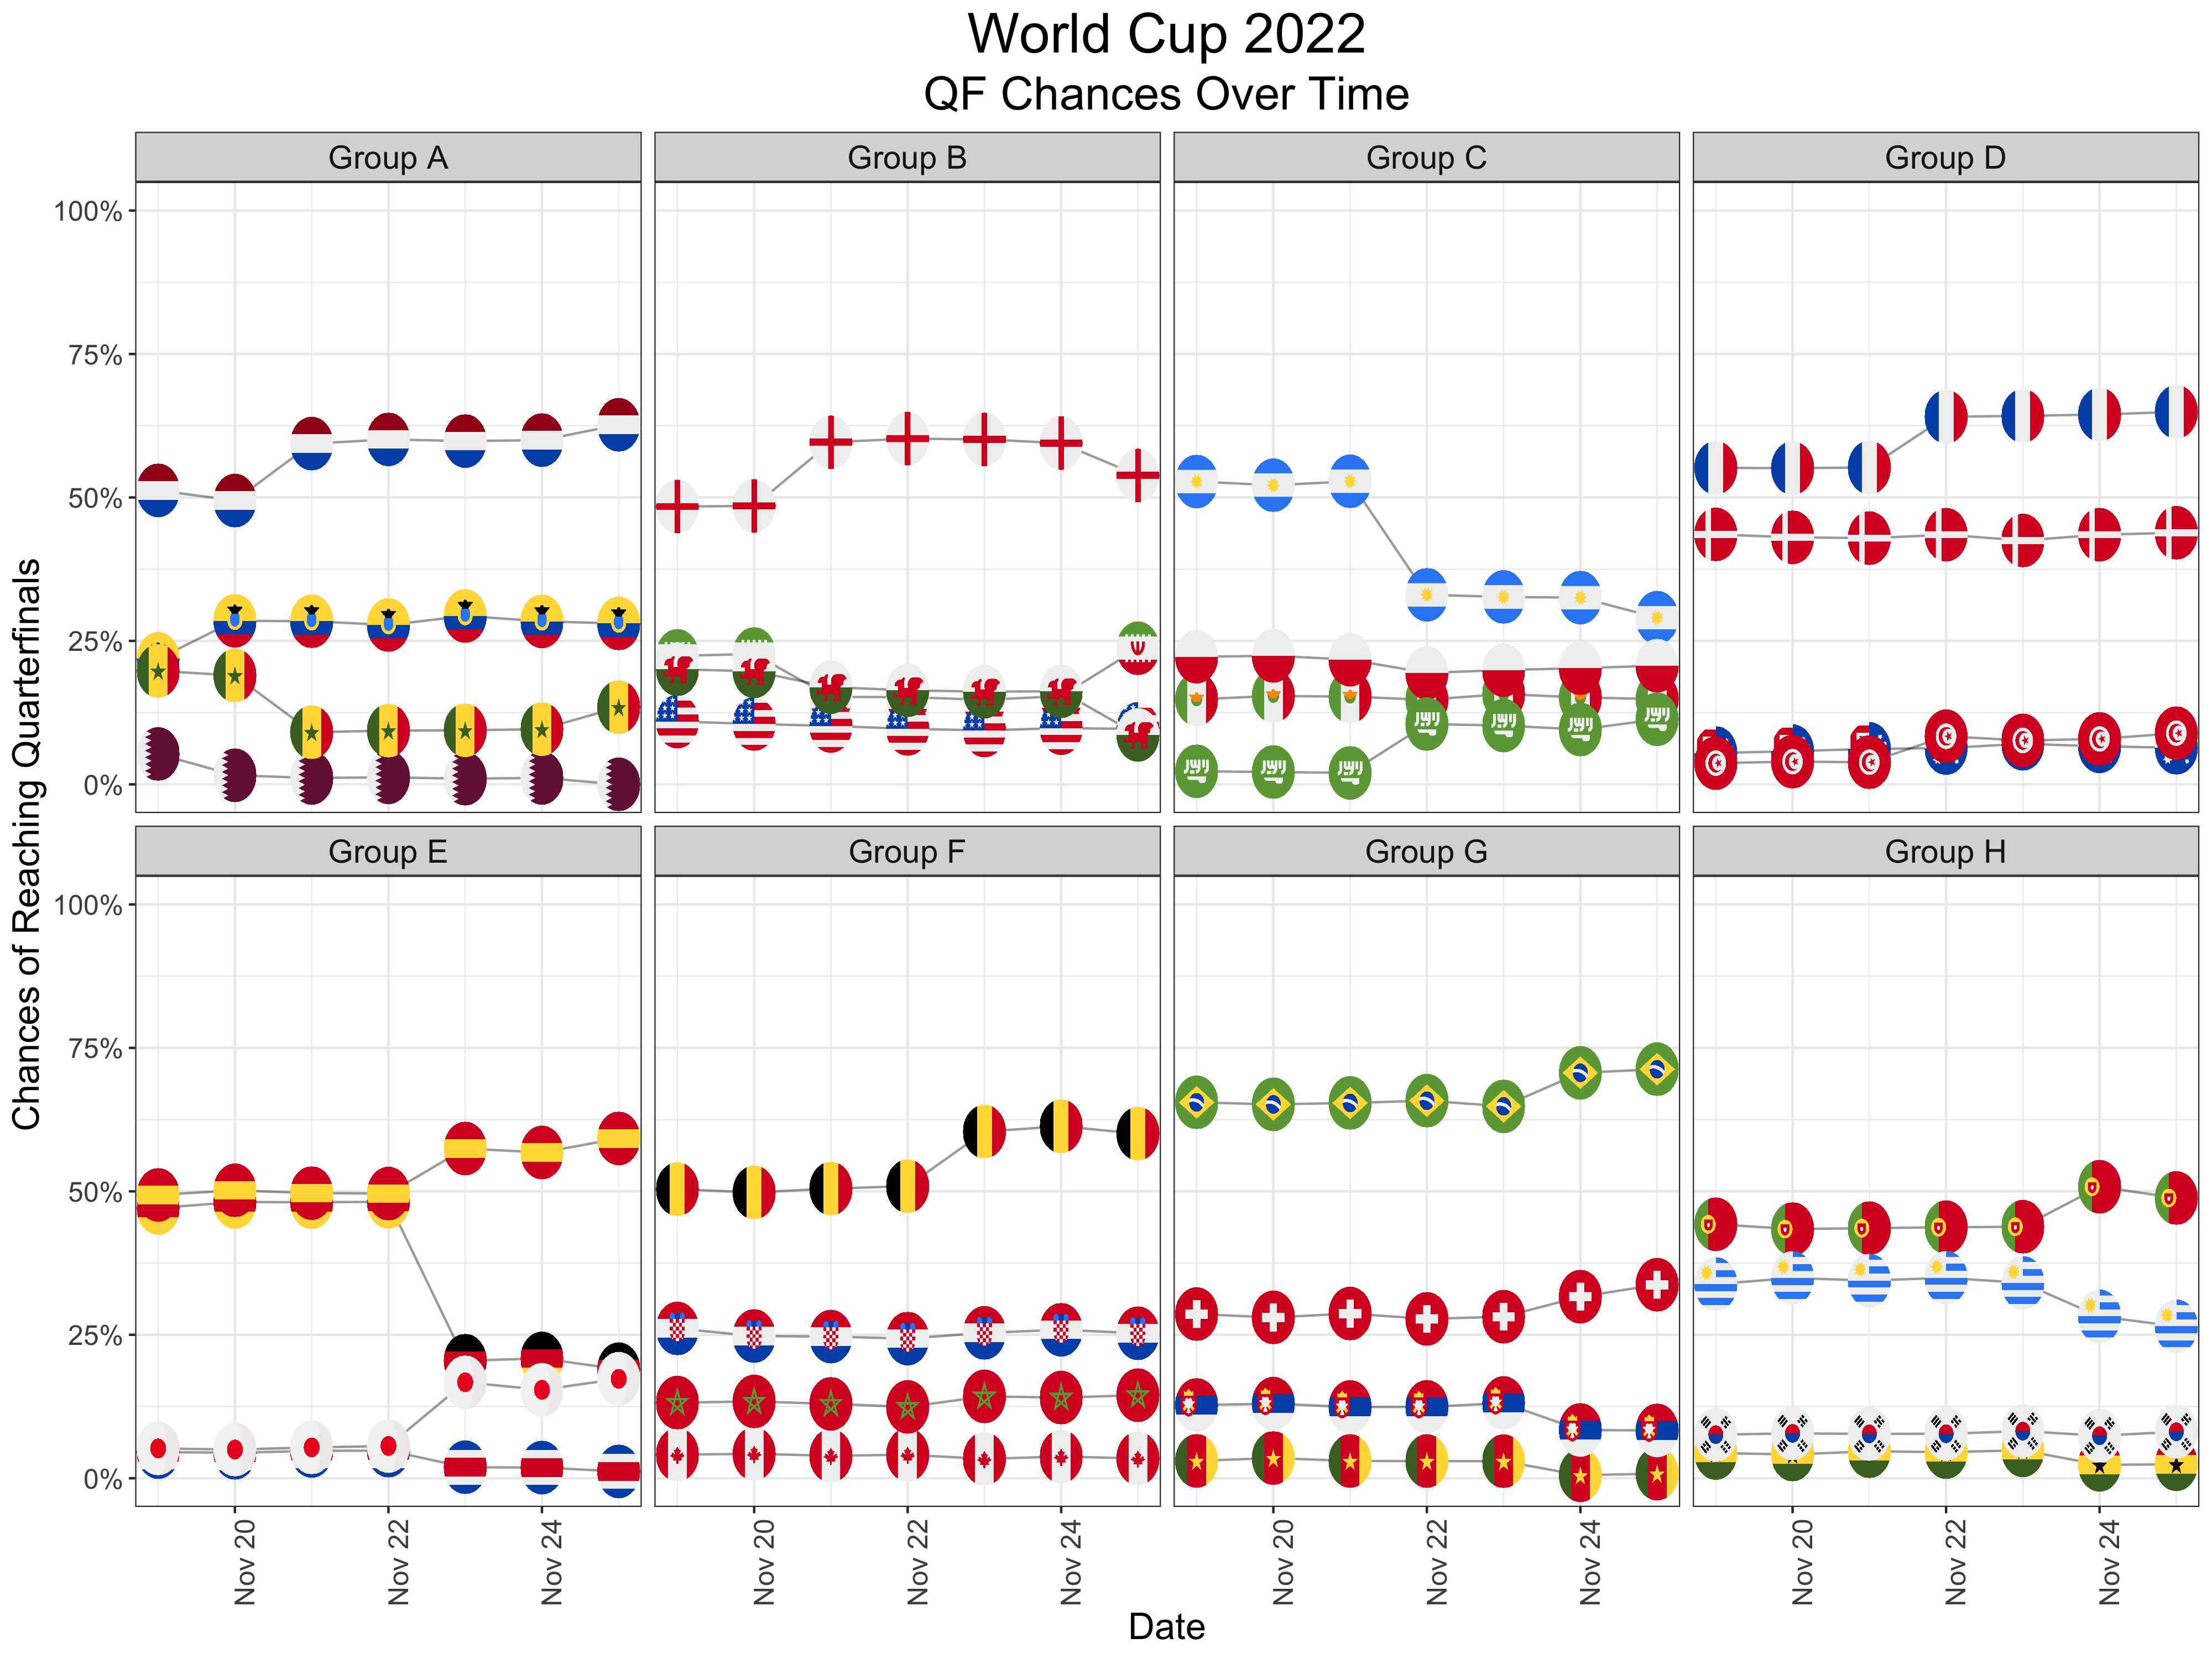 World Cup 2022
QF Chances Over Time
Group A
Group B
Group C
Group D
100%
75%
50%
25%
0%
Group E
Group F
Group G
Group H
100%
75%
50%
25%
0%
Nov 20
Nov 22
Nov 24
Nov 20
Nov 22
Nov 24
Nov 20
Nov 22
Nov 24
Nov 20
Nov 22
Nov 24
Chances of Reaching Quarterfinals
Date